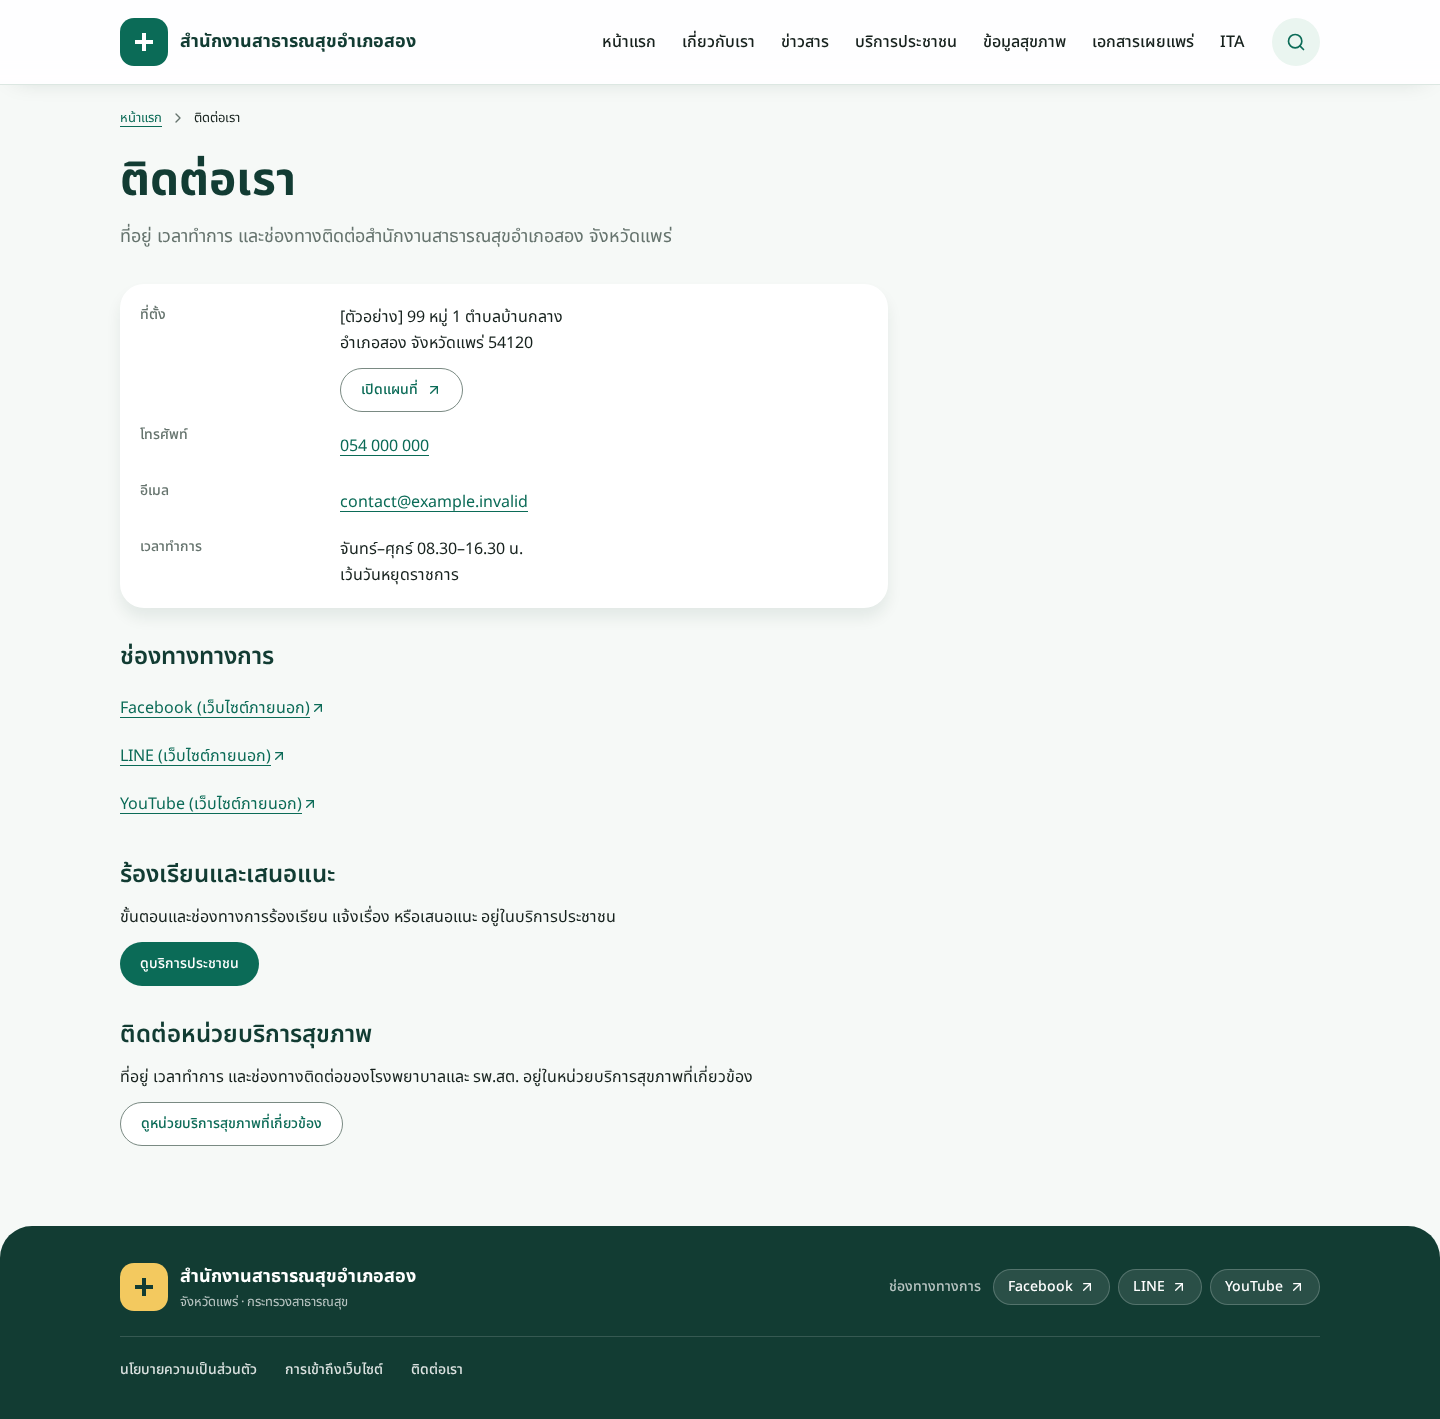 สำนักงานสาธารณสุขอำเภอสอง
หน้าแรก
เกี่ยวกับเรา
ข่าวสาร
บริการประชาชน
ข้อมูลสุขภาพ
เอกสารเผยแพร่
ITA
หน้าแรก
ติดต่อเรา
ติดต่อเรา
ที่อยู่ เวลาทำการ และช่องทางติดต่อสำนักงานสาธารณสุขอำเภอสอง จังหวัดแพร่
ที่ตั้ง
[ตัวอย่าง] 99 หมู่ 1 ตำบลบ้านกลาง
อำเภอสอง จังหวัดแพร่ 54120
เปิดแผนที่
โทรศัพท์
054 000 000
อีเมล
contact@example.invalid
เวลาทำการ
จันทร์–ศุกร์ 08.30–16.30 น.
เว้นวันหยุดราชการ
ช่องทางทางการ
Facebook (เว็บไซต์ภายนอก)
LINE (เว็บไซต์ภายนอก)
YouTube (เว็บไซต์ภายนอก)
ร้องเรียนและเสนอแนะ
ขั้นตอนและช่องทางการร้องเรียน แจ้งเรื่อง หรือเสนอแนะ อยู่ในบริการประชาชน
ดูบริการประชาชน
ติดต่อหน่วยบริการสุขภาพ
ที่อยู่ เวลาทำการ และช่องทางติดต่อของโรงพยาบาลและ รพ.สต. อยู่ในหน่วยบริการสุขภาพที่เกี่ยวข้อง
ดูหน่วยบริการสุขภาพที่เกี่ยวข้อง
สำนักงานสาธารณสุขอำเภอสอง
จังหวัดแพร่ · กระทรวงสาธารณสุข
ช่องทางทางการ
Facebook
LINE
YouTube
นโยบายความเป็นส่วนตัว
การเข้าถึงเว็บไซต์
ติดต่อเรา